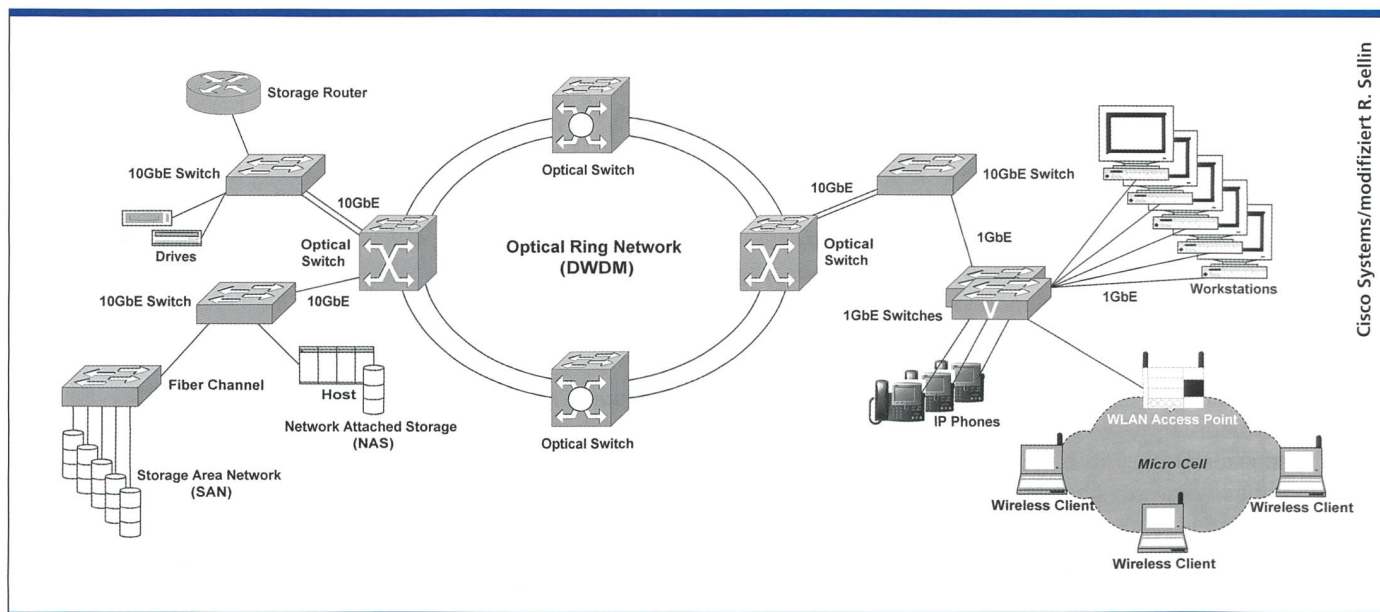 Storage Router
10GbE Switch
10GbE
Drives
Optical
Switch
10GbE Switch
10GbE
Fiber Channel
Host
Network Attached Storage
(NAS)
Storage Area Network
(SAN)
Optical Switch
Optical Ring Network
(DWDM)
Optical Switch
10GbE
10GbE Switch
Optical
Switch
1GbE
1GbE Switches
V
1GbE
Workstations
IP Phones
WLAN Access Point
Micro Cell
Wireless Client
Wireless Client
Wireless Client
Cisco Systems/modifiziert R. Sellin